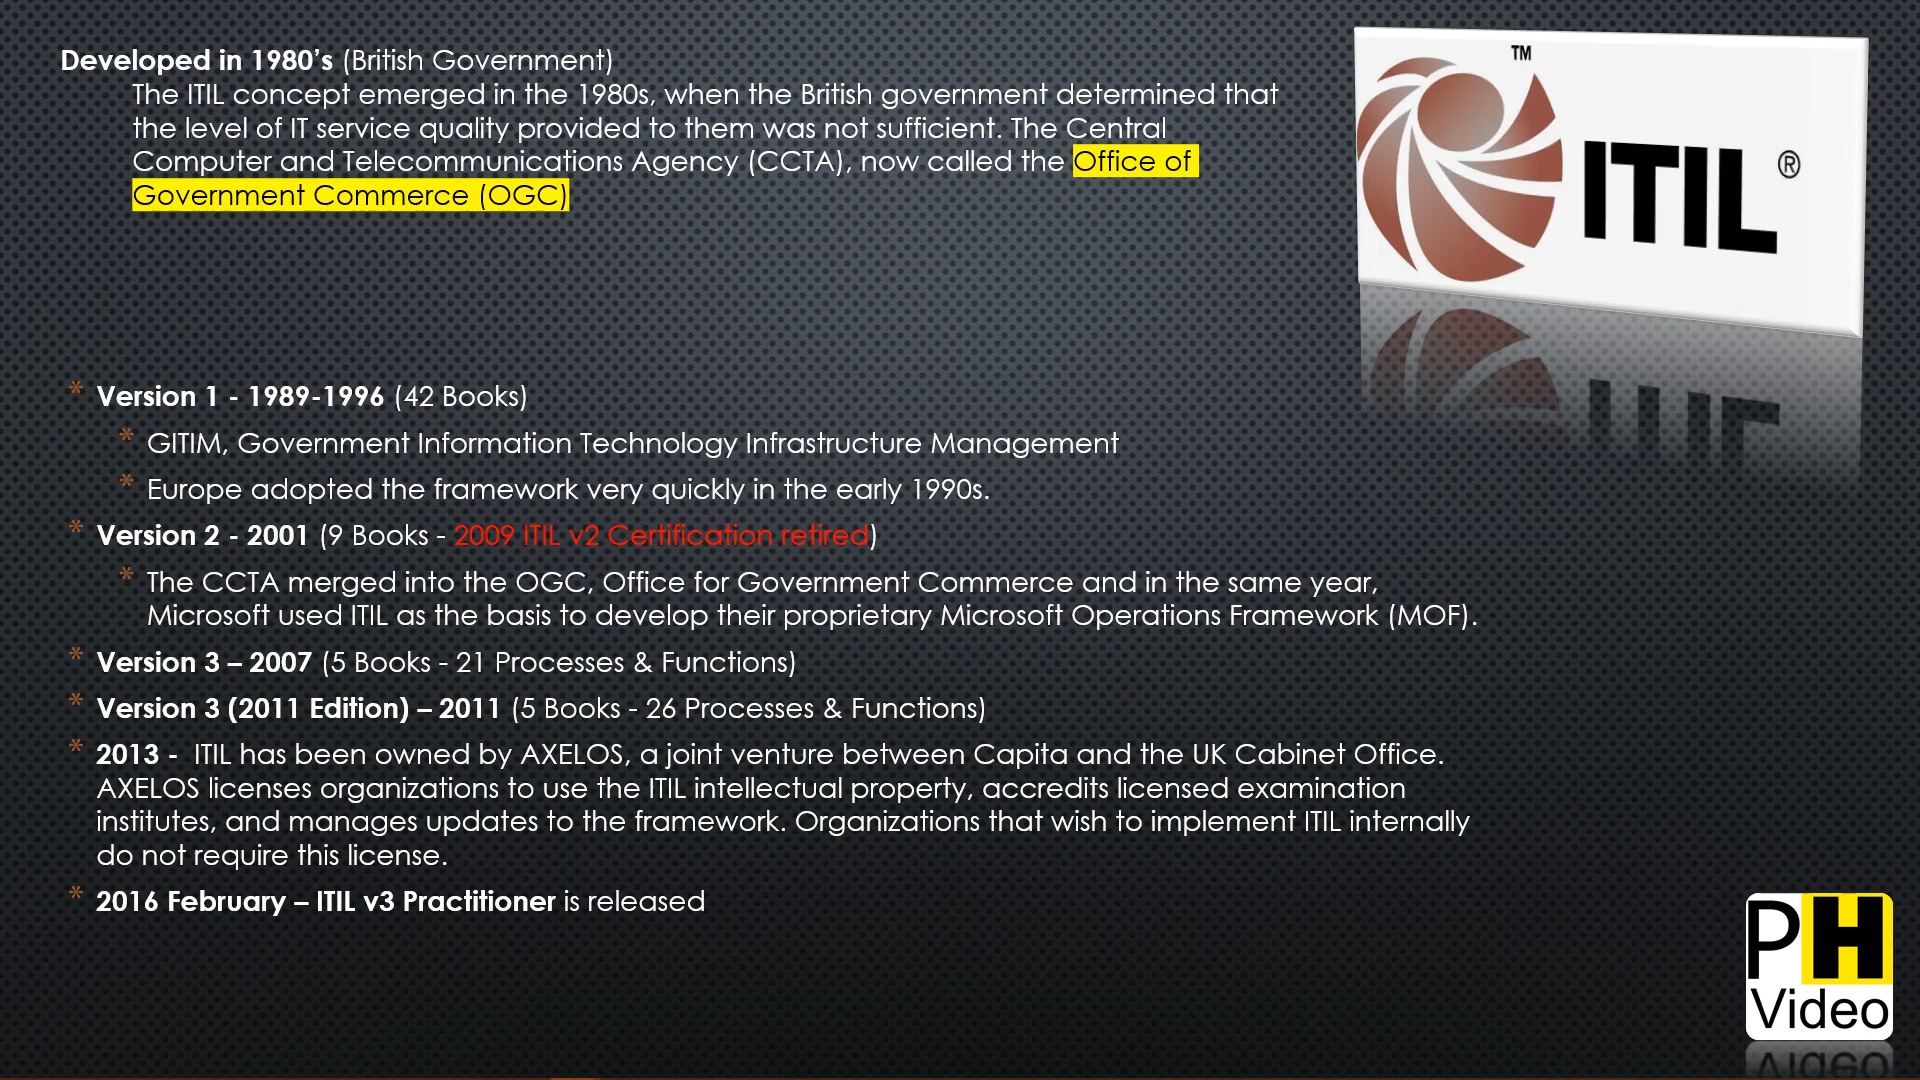 Developed in 1980’s (British Government)
The ITIL concept emerged in the 1980s, when the British government determined that
the level of IT service quality provided to them was not sufficient. The Central
Computer and Telecommunications Agency (CCTA), now called the Office of
Government Commerce (OGC)
TM
ITIL ®
* Version 1 - 1989-1996 (42 Books)
* GITIM, Government Information Technology Infrastructure Management
* Europe adopted the framework very quickly in the early 1990s.
* Version 2 - 2001 (9 Books - 2009 ITIL v2 Certification retired)
* The CCTA merged into the OGC, Office for Government Commerce and in the same year,
Microsoft used ITIL as the basis to develop their proprietary Microsoft Operations Framework (MOF).
* Version 3 – 2007 (5 Books - 21 Processes & Functions)
* Version 3 (2011 Edition) – 2011 (5 Books - 26 Processes & Functions)
* 2013 - ITIL has been owned by AXELOS, a joint venture between Capita and the UK Cabinet Office.
AXELOS licenses organizations to use the ITIL intellectual property, accredits licensed examination
institutes, and manages updates to the framework. Organizations that wish to implement ITIL internally
do not require this license.
* 2016 February – ITIL v3 Practitioner is released
PH
Video